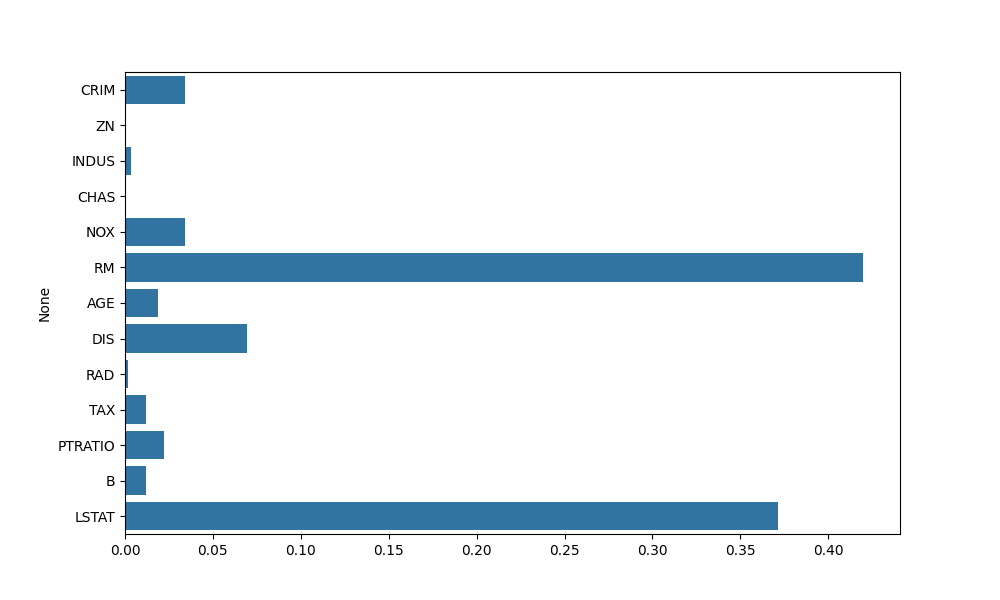 CRIM
ZN
INDUS
CHAS
NOX
RM
AGE
DIS
RAD
TAX
PTRATIO
B
LSTAT
None
0.00 0.05 0.10 0.15 0.20 0.25 0.30 0.35 0.40